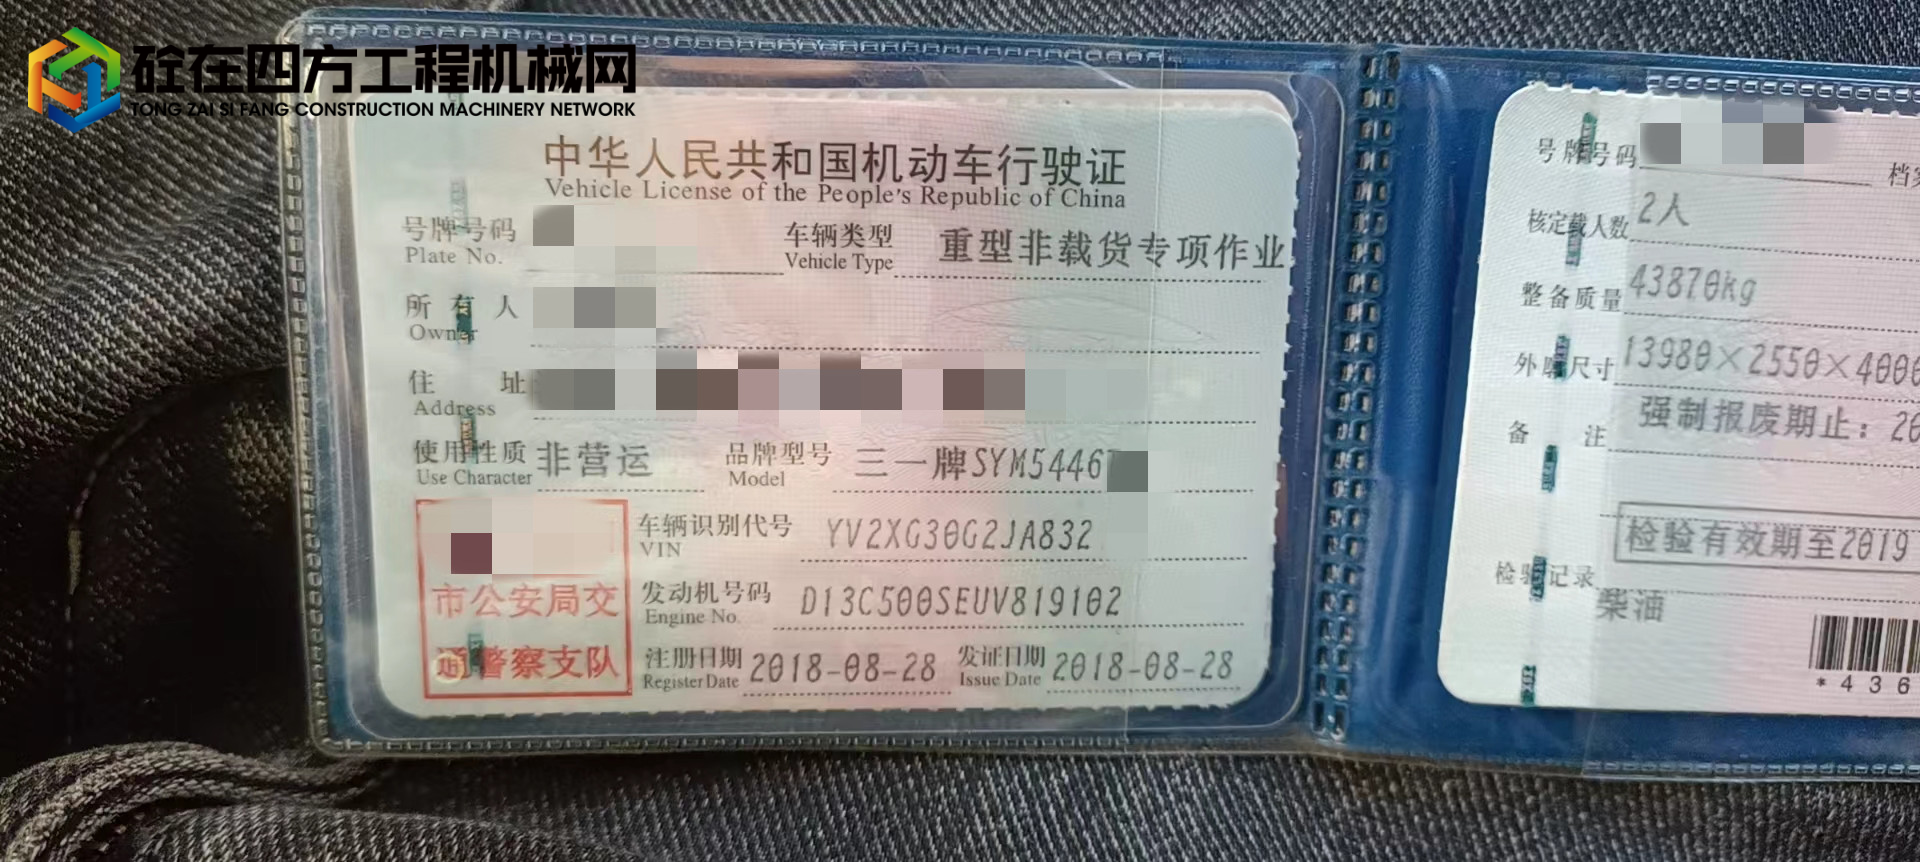 砼在四方工程机械网
TONG ZAI SI FANG CONSTRUCTION MACHINERY NETWORK
中华人民共和国机动车行驶证
Vehicle License of the People's Republic of China
号牌号码
Plate No.
车辆类型 重型非载货专项作业
Vehicle Type
所有人
Owner
住址
Address
使用性质 非营运
Use Character
品牌型号 三一牌SYM5446
Model
车辆识别代号 YV2XG30G2JA832
VIN
发动机号码 D13C500SEUV819102
Engine No.
注册日期 2018-08-28
Register Date
发证日期 2018-08-28
Issue Date
市公安局交
通警察支队
号牌号码
核定载人数 2人
整备质量 43870kg
外廓尺寸 13980×2550×4000
备注 强制报废期止：20
检验有效期至2019
检验记录
柴油
*436